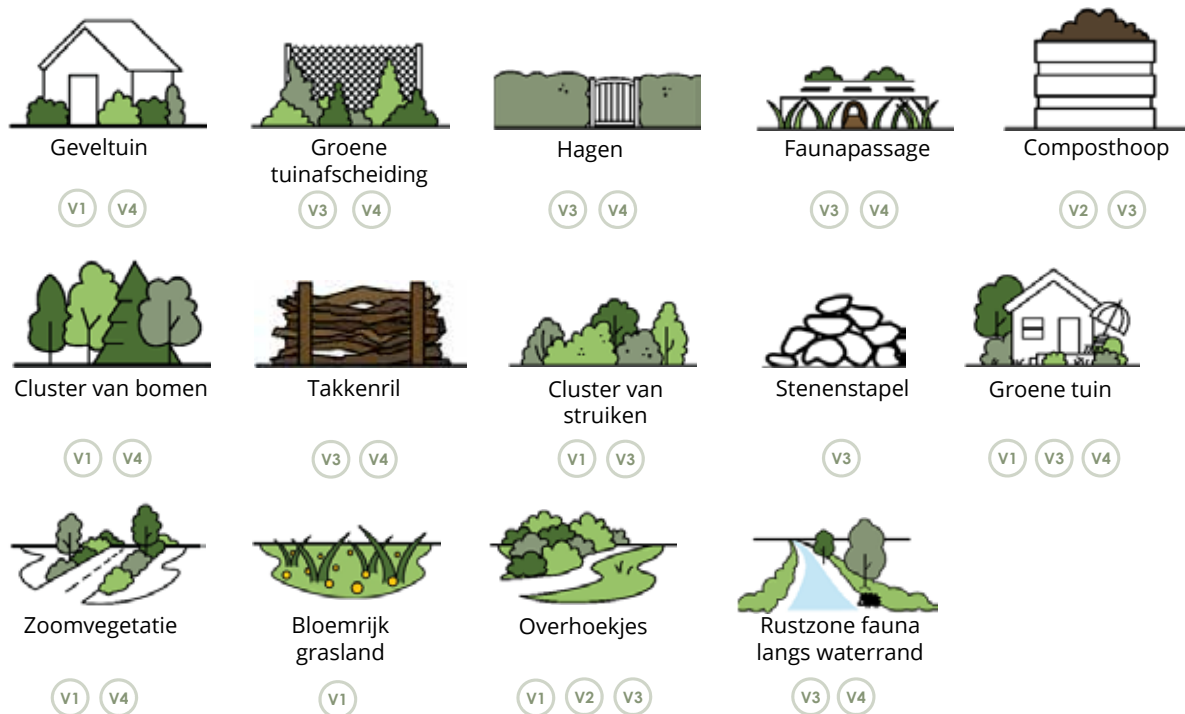 Geveltuin
V1 V4
Groene
tuinafscheiding
V3 V4
Hagen
V3 V4
Faunapassage
V3 V4
Composthoop
V2 V3
Cluster van bomen
V1 V4
Takkenril
V3 V4
Cluster van
struiken
V1 V3
Stenenstapel
V3
Groene tuin
V1 V3 V4
Zoomvegetatie
V1 V4
Bloemrijk
grasland
V1
Overhoekjes
V1 V2 V3
Rustzone fauna
langs waterrand
V3 V4